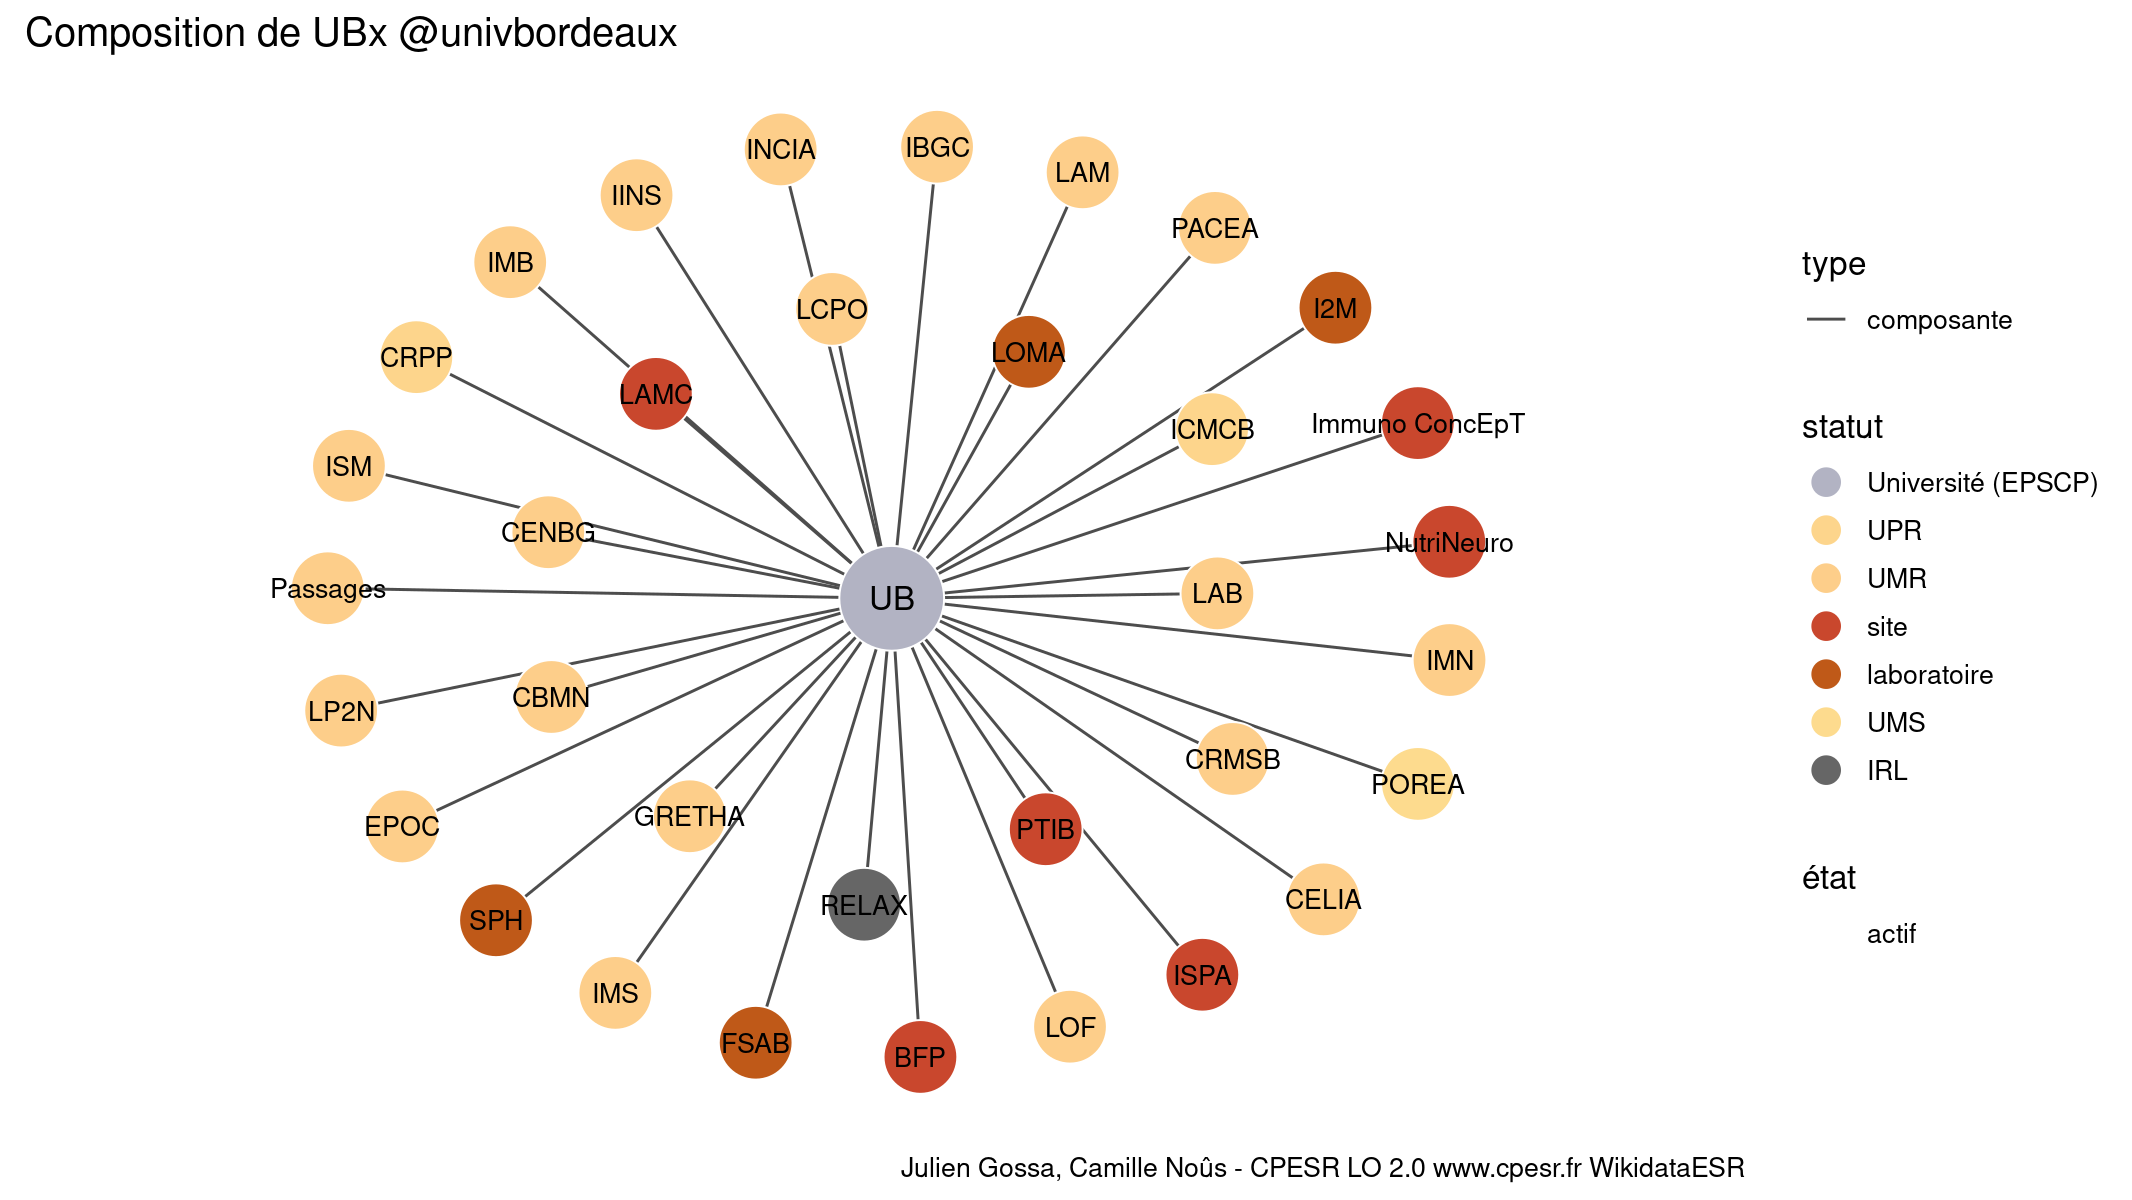 Composition de UBx @univbordeaux
INCIA
IBGC
LAM
IINS
PACEA
IMB
LCPO
I2M
LOMA
CRPP
LAMC
ICMCB
Immuno ConcEpT
ISM
CENBG
NutriNeuro
Passages
UB
LAB
IMN
LP2N
CBMN
CRMSB
POREA
EPOC
GRETHA
PTIB
RELAX
CELIA
SPH
ISPA
IMS
FSAB
BFP
LOF
type
composante
statut
Université (EPSCP)
UPR
UMR
site
laboratoire
UMS
IRL
état
actif
Julien Gossa, Camille Noûs - CPESR LO 2.0 www.cpesr.fr WikidataESR